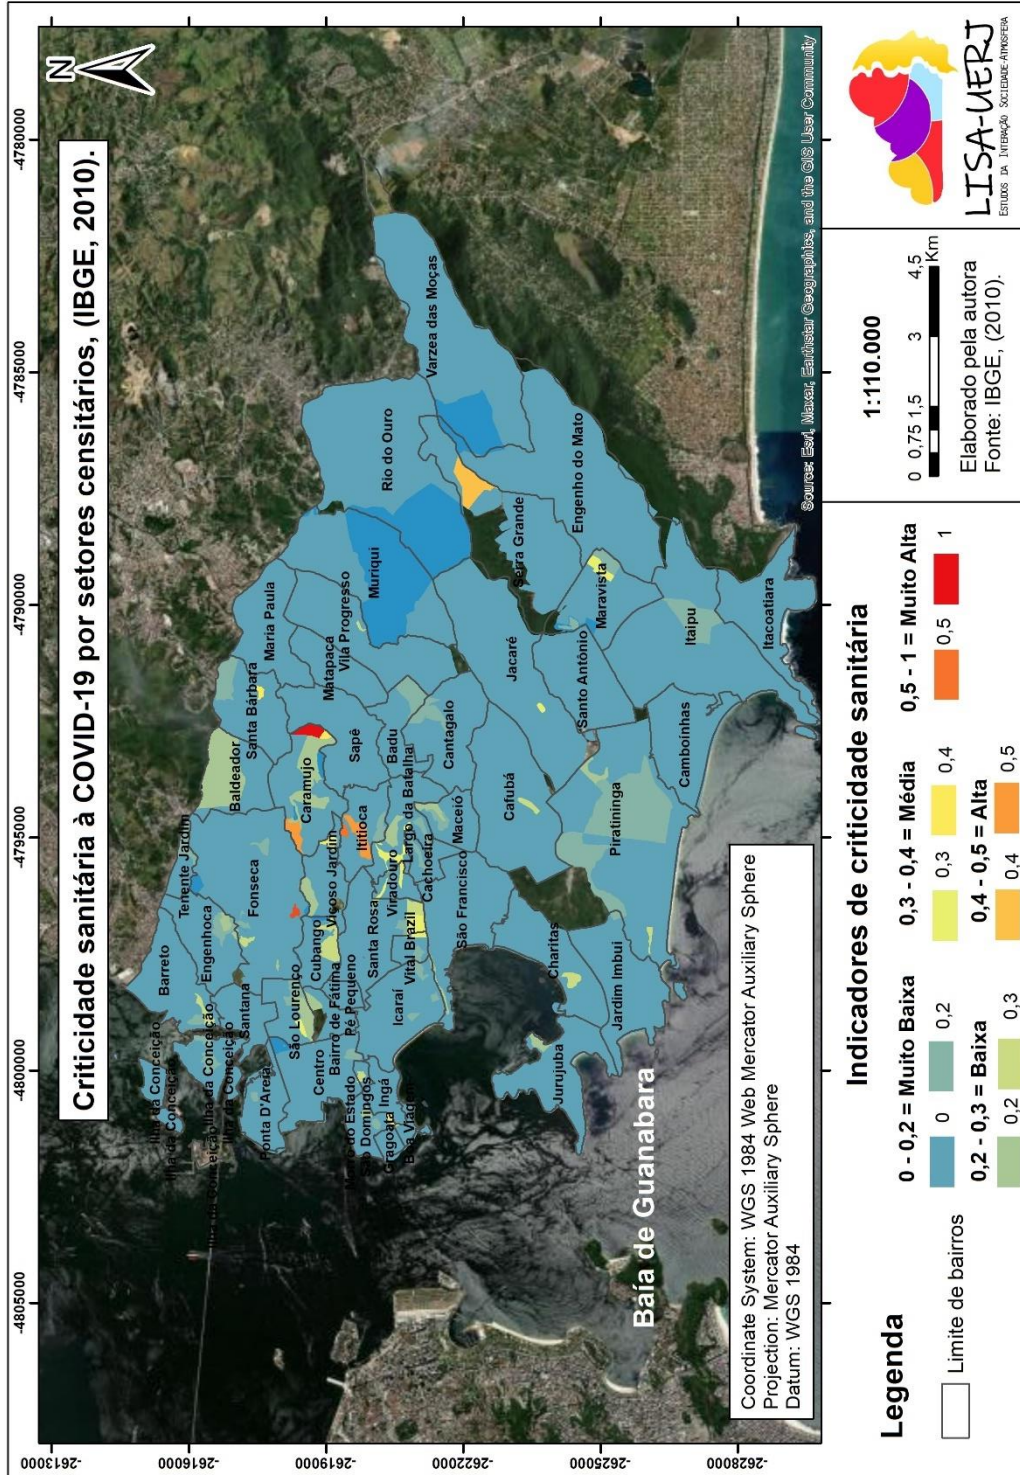 Criticidade sanitária à COVID-19 por setores censitários, (IBGE, 2010).
N
-4805000
-4800000
-4795000
-4790000
-4785000
-4780000
-2613000
-2616000
-2619000
-2622000
-2625000
-2628000
Ilha da Conceição
Ilha da Conceição
Ilha da Conceição
Ilha da Conceição
Barreto
Tenente Jardim
Engenhoca
Santana
Fonseca
Baldeador
Santa Bárbara
Maria Paula
Ponta D'Areia
São Lourenço
Cubango
Viçoso Jardim
Caramujo
Matapaca
Vila Progresso
Muriqui
Rio do Ouro
Varzea das Moças
Centro
Bairro de Fátima
Pé Pequeno
Santa Rosa
Ititioca
Sapê
Badu
Largo da Batalha
Viradouro
Morro do Estado
São Domingos
Gragoatá
Ingá
Boa Viagem
Icaraí
Vital Brazil
Cachoeira
Maceió
Cantagalo
São Francisco
Cafubá
Jacaré
Serra Grande
Engenho do Mato
Maravista
Santo Antônio
Charitas
Jurujuba
Jardim Imbui
Piratininga
Camboinhas
Itaipu
Itacoatiara
Baía de Guanabara
Source: Esri, Maxar, Earthstar Geographics, and the GIS User Community
Coordinate System: WGS 1984 Web Mercator Auxiliary Sphere
Projection: Mercator Auxiliary Sphere
Datum: WGS 1984
Legenda
Limite de bairros
Indicadores de criticidade sanitária
0 - 0,2 = Muito Baixa
0 0,2
0,2 - 0,3 = Baixa
0,2 0,3
0,3 - 0,4 = Média
0,3 0,4
0,4 - 0,5 = Alta
0,4 0,5
0,5 - 1 = Muito Alta
0,5 1
1:110.000
0 0,75 1,5 3 4,5
Km
Elaborado pela autora
Fonte: IBGE, (2010).
LISA-UERJ
ESTUDOS DA INTERAÇÃO SOCIEDADE-ATMOSFERA